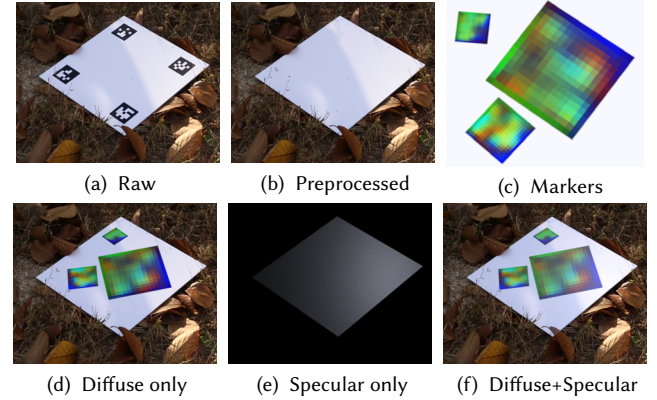 (a) Raw
(b) Preprocessed
(c) Markers
(d) Diffuse only
(e) Specular only
(f) Diffuse+Specular